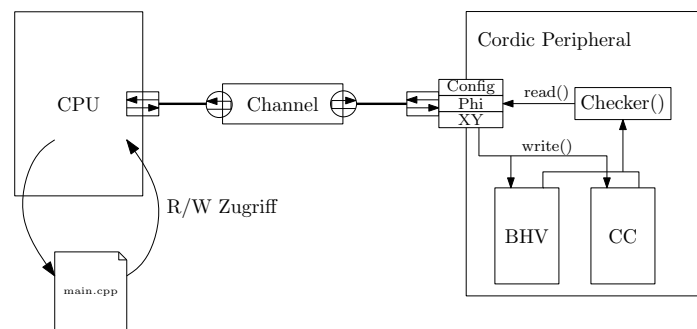 Cordic Peripheral
CPU
Channel
Config
Phi
XY
read()
Checker()
write()
R/W Zugriff
BHV
CC
main.cpp